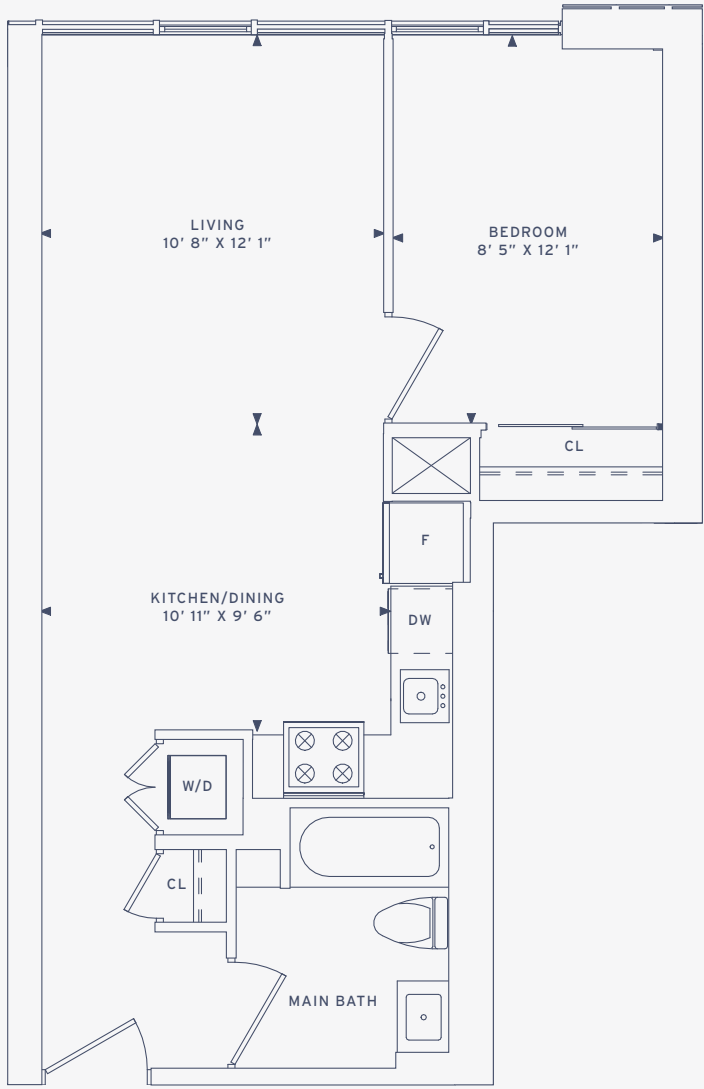 LIVING
10' 8" X 12' 1"
BEDROOM
8' 5" X 12' 1"
CL
F
KITCHEN/DINING
10' 11" X 9' 6"
DW
W/D
CL
MAIN BATH